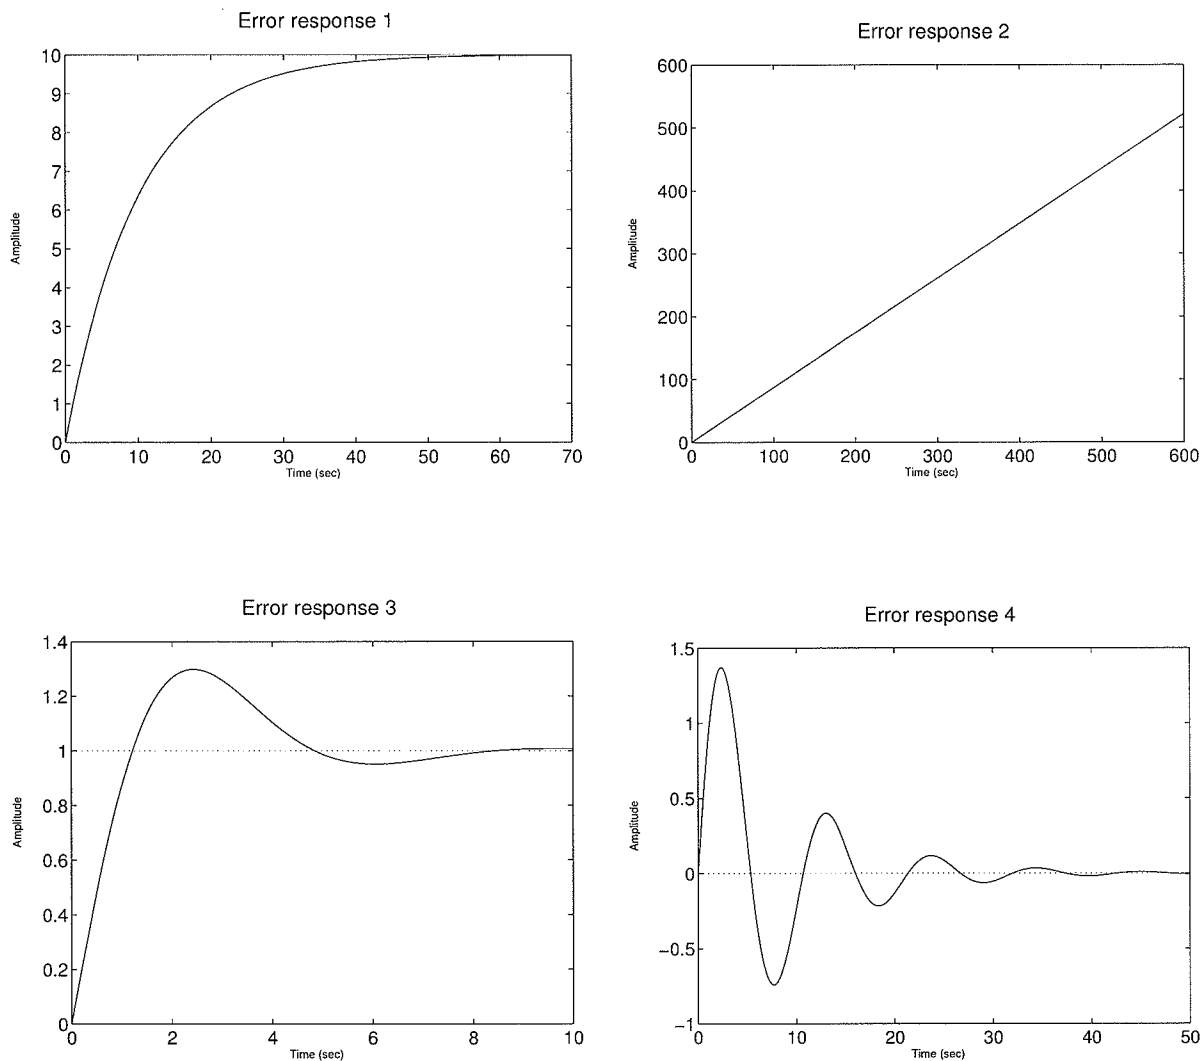 Error response 1
10
9
8
7
6
5
4
3
2
1
0
Amplitude
0 10 20 30 40 50 60 70
Time (sec)
Error response 2
600
500
400
300
200
100
0
Amplitude
0 100 200 300 400 500 600
Time (sec)
Error response 3
1.4
1.2
1
0.8
0.6
0.4
0.2
0
Amplitude
0 2 4 6 8 10
Time (sec)
Error response 4
1.5
1
0.5
0
−0.5
−1
Amplitude
0 10 20 30 40 50
Time (sec)